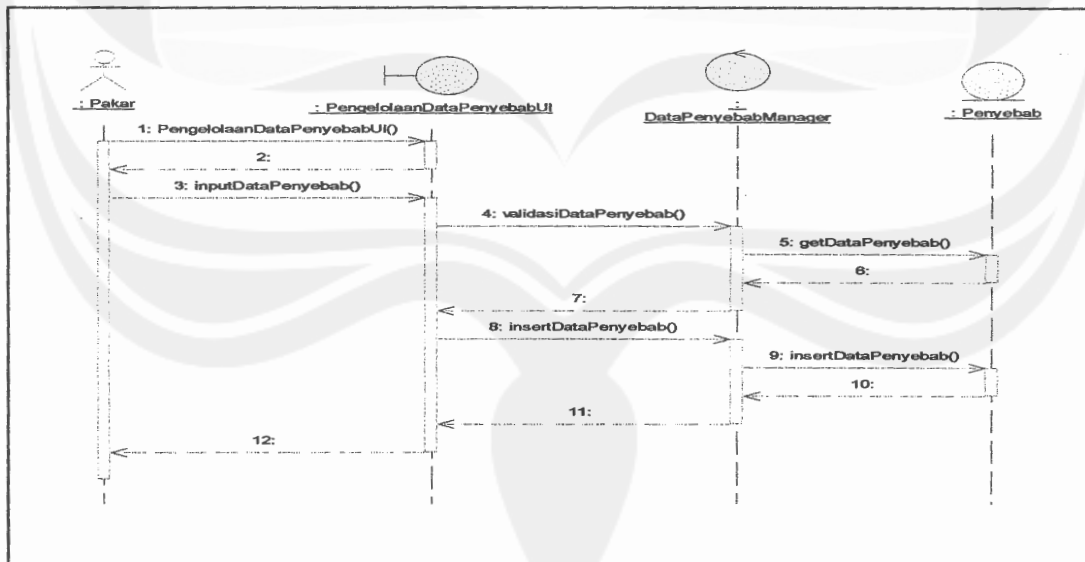 : Pakar
: PengelolaanDataPenyebabUI
:
DataPenyebabManager
: Penyebab
1: PengelolaanDataPenyebabUI()
2:
3: inputDataPenyebab()
4: validasiDataPenyebab()
5: getDataPenyebab()
6:
7:
8: insertDataPenyebab()
9: insertDataPenyebab()
10:
11:
12: